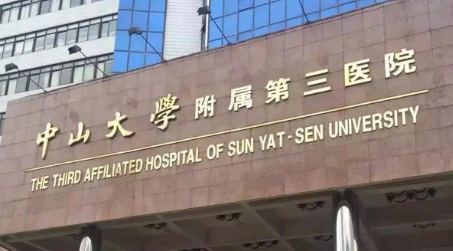 中山大學附属第三医院
THE THIRD AFFILIATED HOSPITAL OF SUN YAT-SEN UNIVERSITY